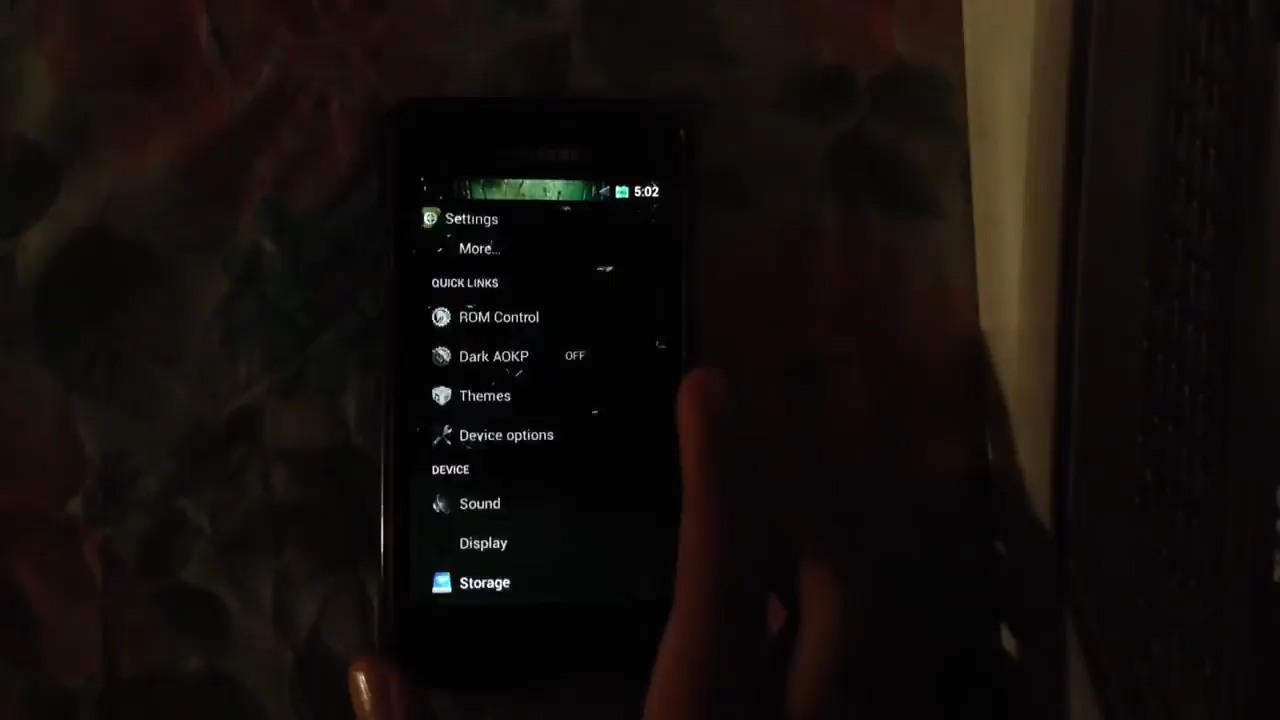 5:02
Settings
More...
QUICK LINKS
ROM Control
Dark AOKP OFF
Themes
Device options
DEVICE
Sound
Display
Storage